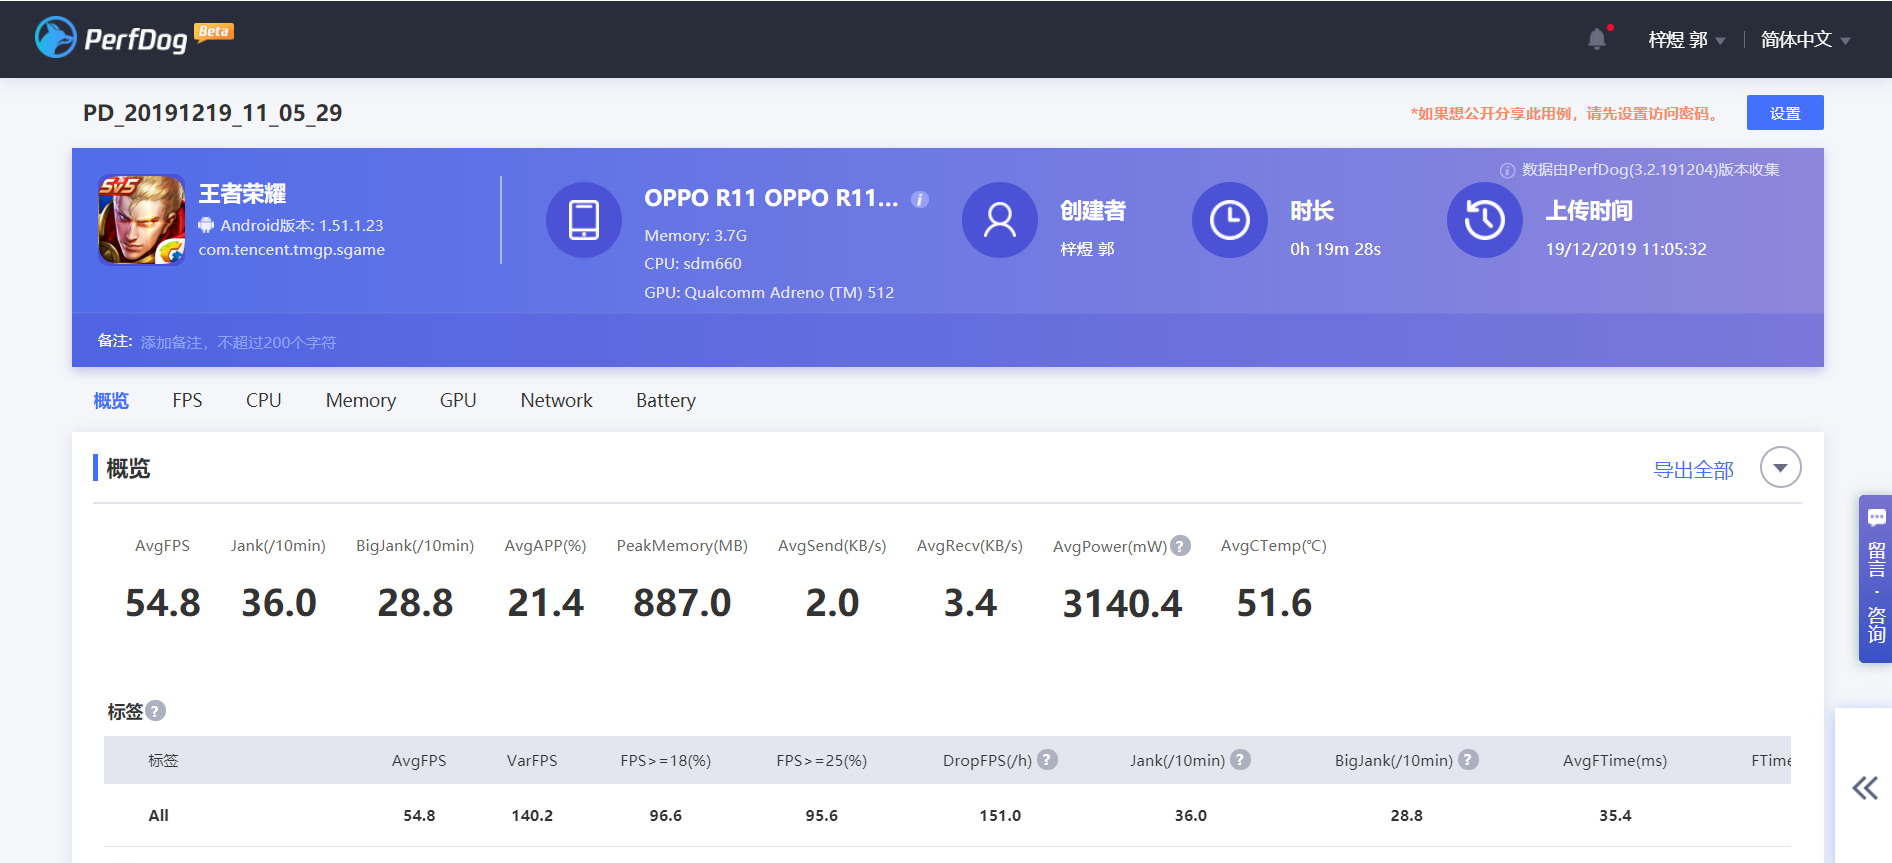 PerfDog Beta
梓煜 郭
简体中文
PD_20191219_11_05_29
*如果想公开分享此用例，请先设置访问密码。
设置
数据由PerfDog(3.2.191204)版本收集
5v5
王者荣耀
Android版本: 1.51.1.23
com.tencent.tmgp.sgame
OPPO R11 OPPO R11...
Memory: 3.7G
CPU: sdm660
GPU: Qualcomm Adreno (TM) 512
创建者
梓煜 郭
时长
0h 19m 28s
上传时间
19/12/2019 11:05:32
备注: 添加备注，不超过200个字符
概览 FPS CPU Memory GPU Network Battery
概览
导出全部
AvgFPS Jank(/10min) BigJank(/10min) AvgAPP(%) PeakMemory(MB) AvgSend(KB/s) AvgRecv(KB/s) AvgPower(mW) ? AvgCTemp(℃)
54.8 36.0 28.8 21.4 887.0 2.0 3.4 3140.4 51.6
留言·咨询
标签 ?
标签 AvgFPS VarFPS FPS>=18(%) FPS>=25(%) DropFPS(/h) ? Jank(/10min) ? BigJank(/10min) ? AvgFTime(ms) FTime
All 54.8 140.2 96.6 95.6 151.0 36.0 28.8 35.4